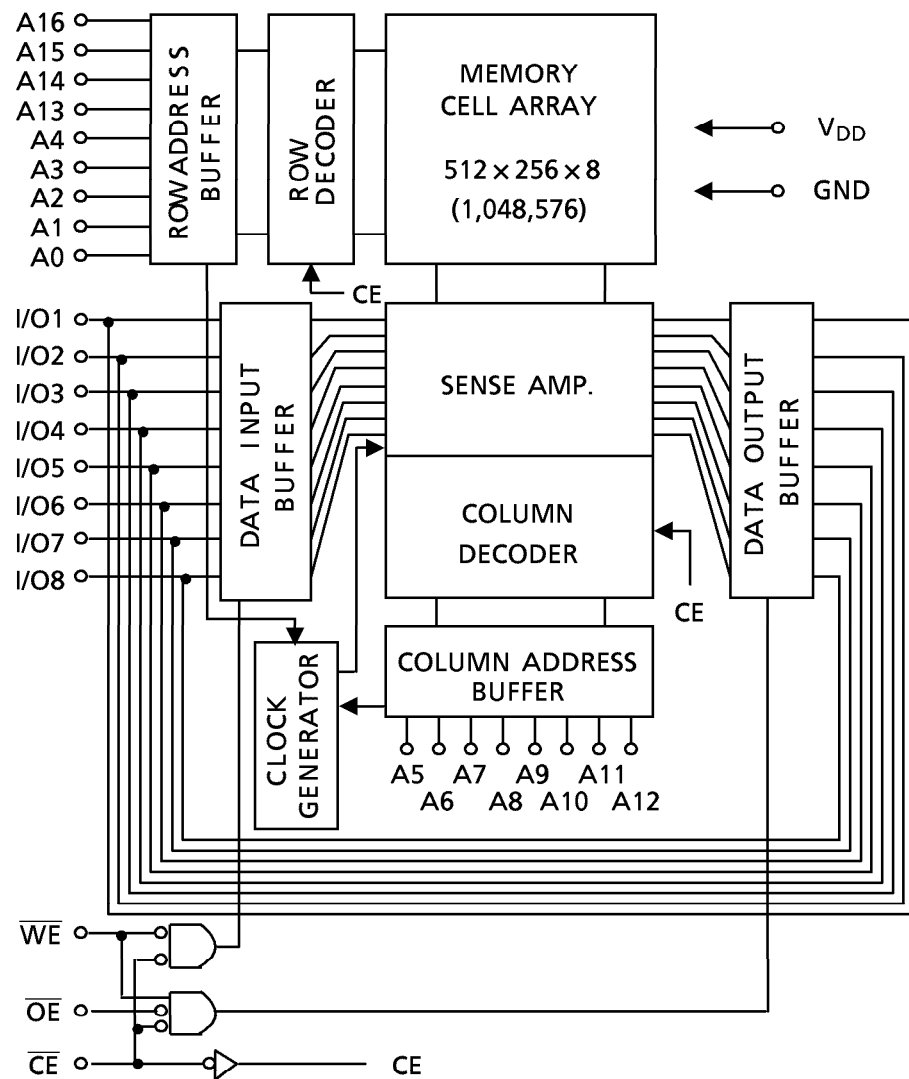 A16
A15
A14
A13
A4
A3
A2
A1
A0
ROW ADDRESS
BUFFER
ROW
DECODER
MEMORY
CELL ARRAY
512 × 256 × 8
(1,048,576)
V_DD
GND
CE
I/O1
I/O2
I/O3
I/O4
I/O5
I/O6
I/O7
I/O8
DATA INPUT
BUFFER
SENSE AMP.
COLUMN
DECODER
DATA OUTPUT
BUFFER
CE
CLOCK
GENERATOR
COLUMN ADDRESS
BUFFER
A5 A7 A9 A11
A6 A8 A10 A12
W̅E̅
O̅E̅
C̅E̅
CE